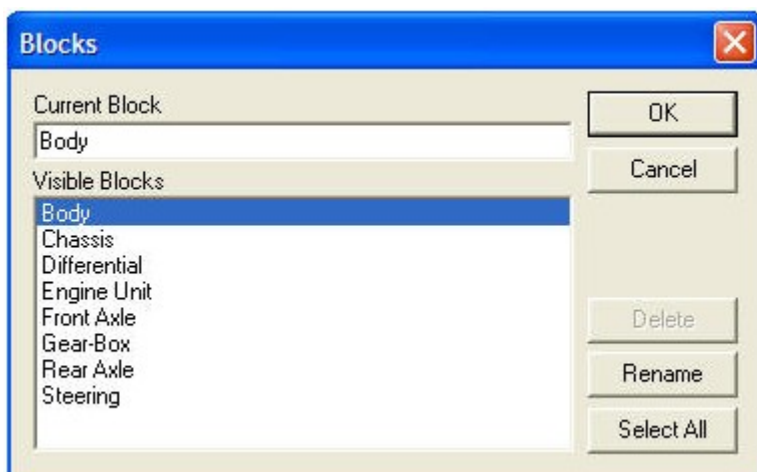 Blocks
Current Block
Body
Visible Blocks
Body
Chassis
Differential
Engine Unit
Front Axle
Gear-Box
Rear Axle
Steering
OK
Cancel
Delete
Rename
Select All